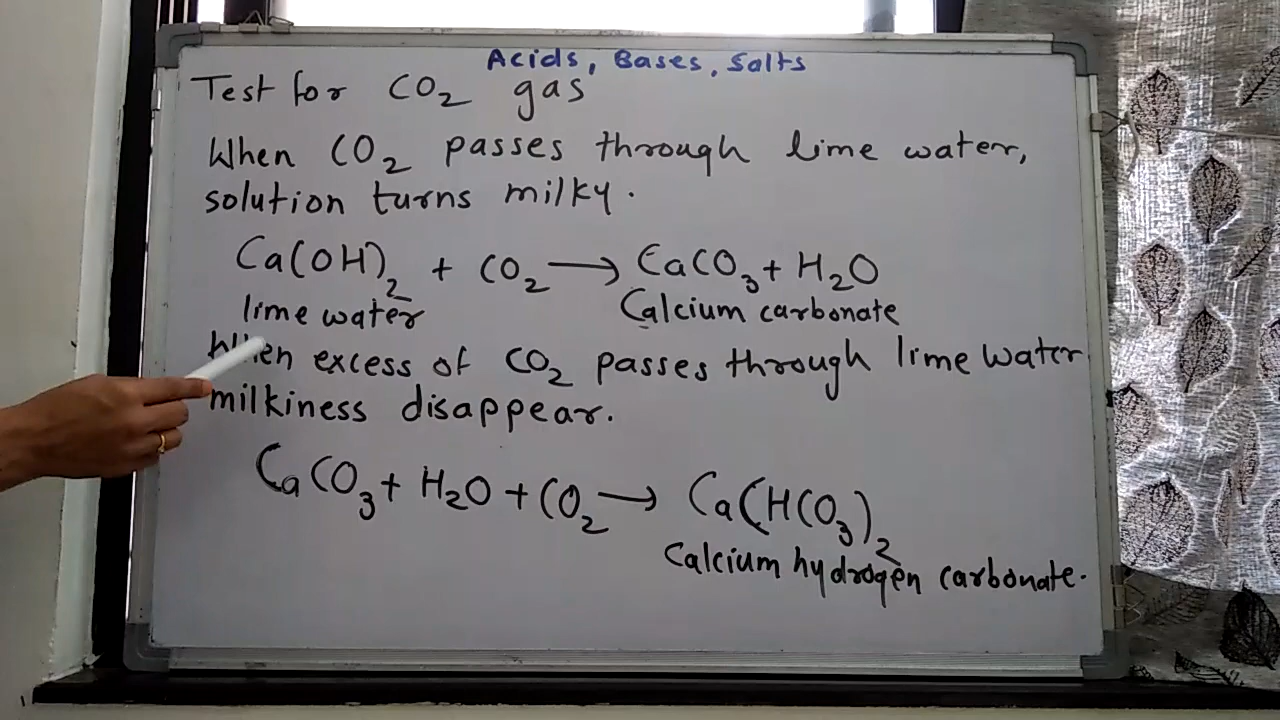 Acids, Bases, Salts
Test for CO₂ gas
When CO₂ passes through lime water,
solution turns milky.
Ca(OH)₂ + CO₂ → CaCO₃ + H₂O
lime water Calcium carbonate
When excess of CO₂ passes through lime water
milkiness disappear.
CaCO₃ + H₂O + CO₂ → Ca(HCO₃)₂
Calcium hydrogen carbonate.